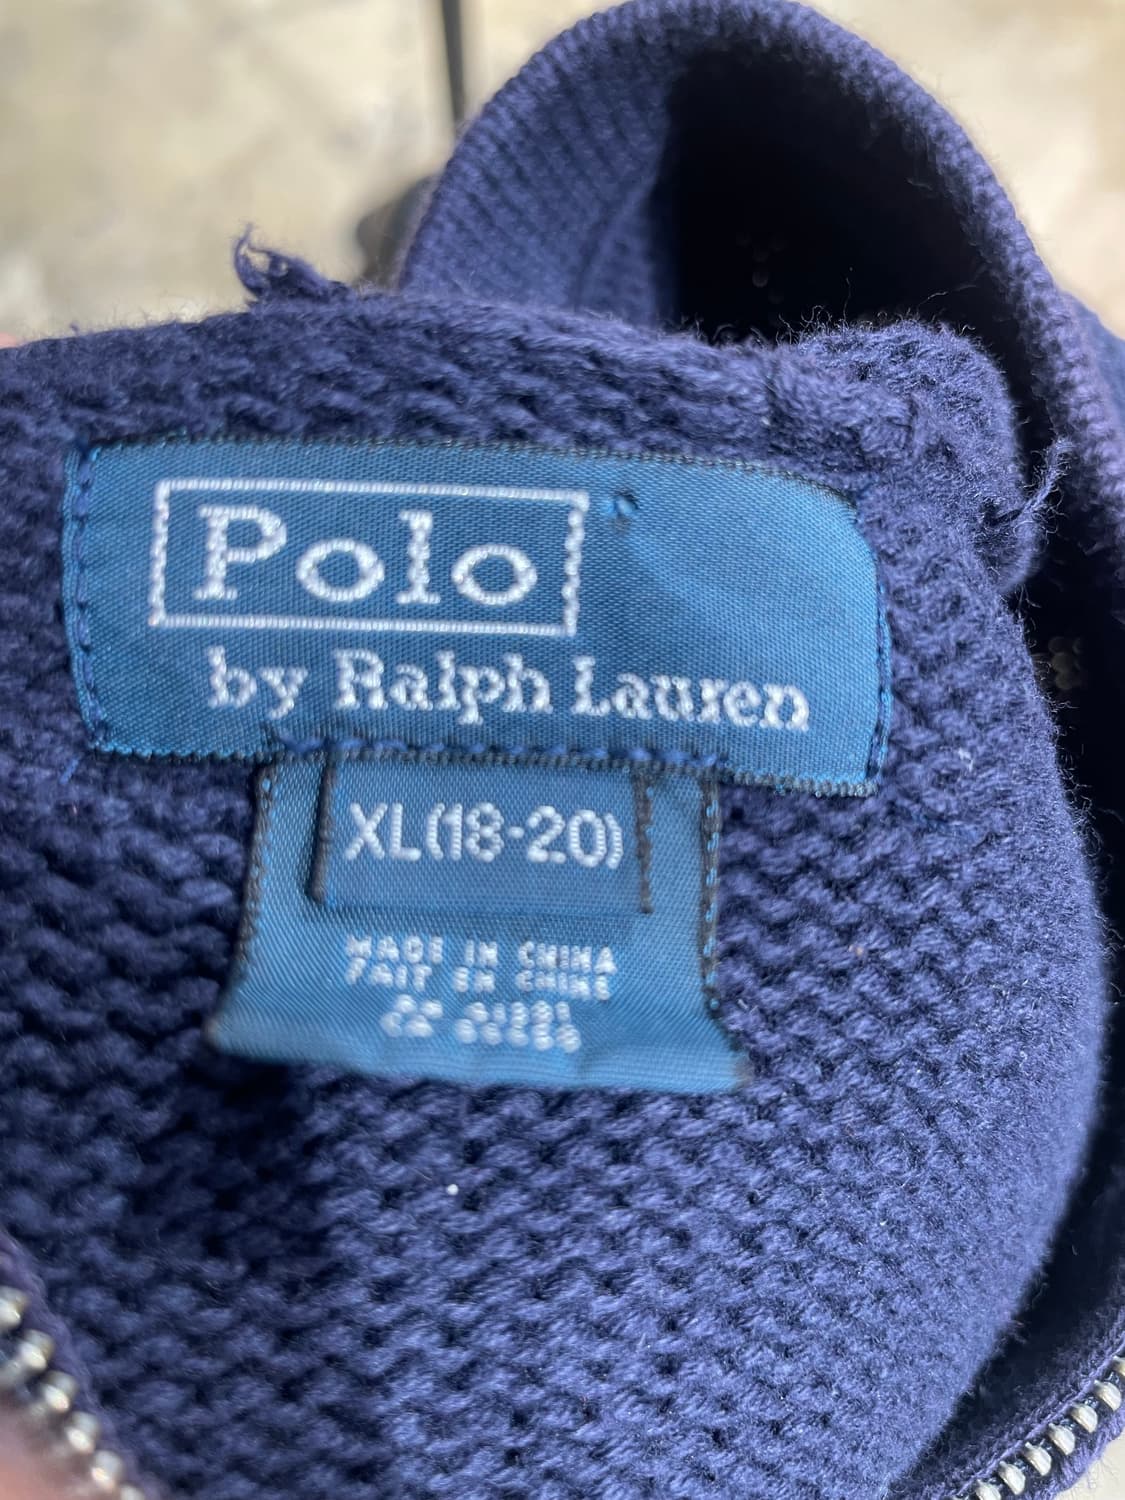 Polo
by Ralph Lauren
XL(18-20)
MADE IN CHINA
FAIT EN CHINE